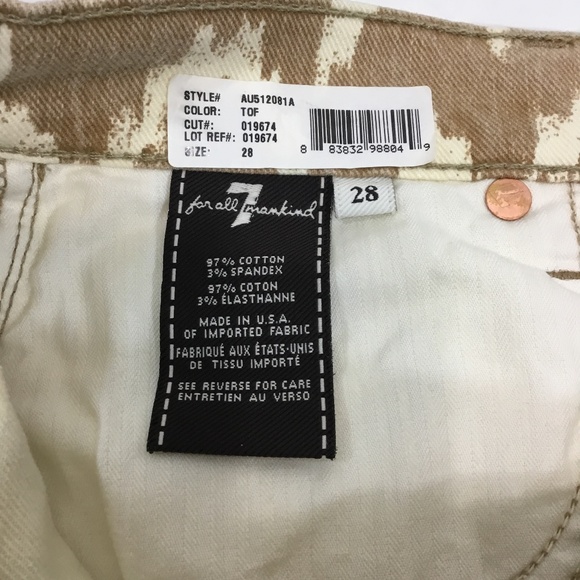 STYLE# AU512081A
COLOR: TOF
CUT#: 019674
LOT REF#: 019674
SIZE: 28
8 83832 98804 9
7
for all mankind
28
97% COTTON
3% SPANDEX
97% COTON
3% ÉLASTHANNE
MADE IN U.S.A.
OF IMPORTED FABRIC
FABRIQUÉ AUX ÉTATS-UNIS
DE TISSU IMPORTÉ
SEE REVERSE FOR CARE
ENTRETIEN AU VERSO